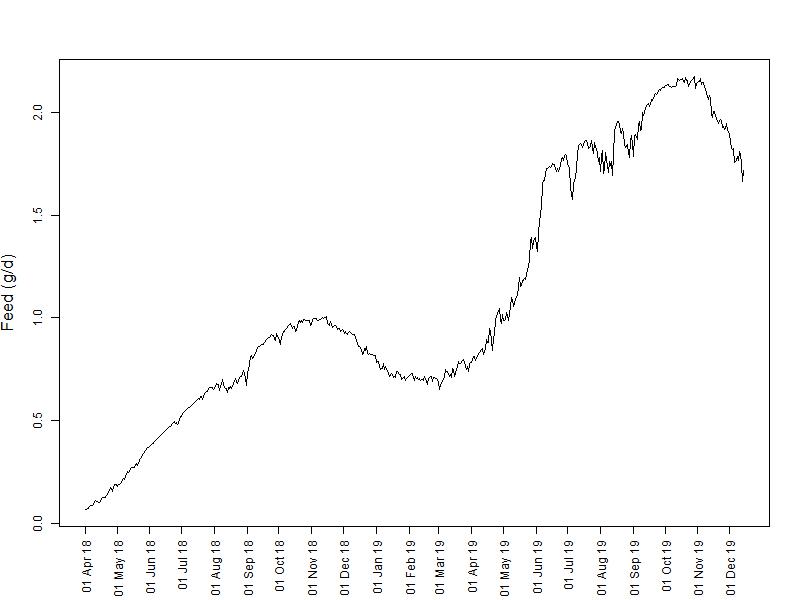 Feed (g/d)
2.0
1.5
1.0
0.5
0.0
01 Apr 18
01 May 18
01 Jun 18
01 Jul 18
01 Aug 18
01 Sep 18
01 Oct 18
01 Nov 18
01 Dec 18
01 Jan 19
01 Feb 19
01 Mar 19
01 Apr 19
01 May 19
01 Jun 19
01 Jul 19
01 Aug 19
01 Sep 19
01 Oct 19
01 Nov 19
01 Dec 19